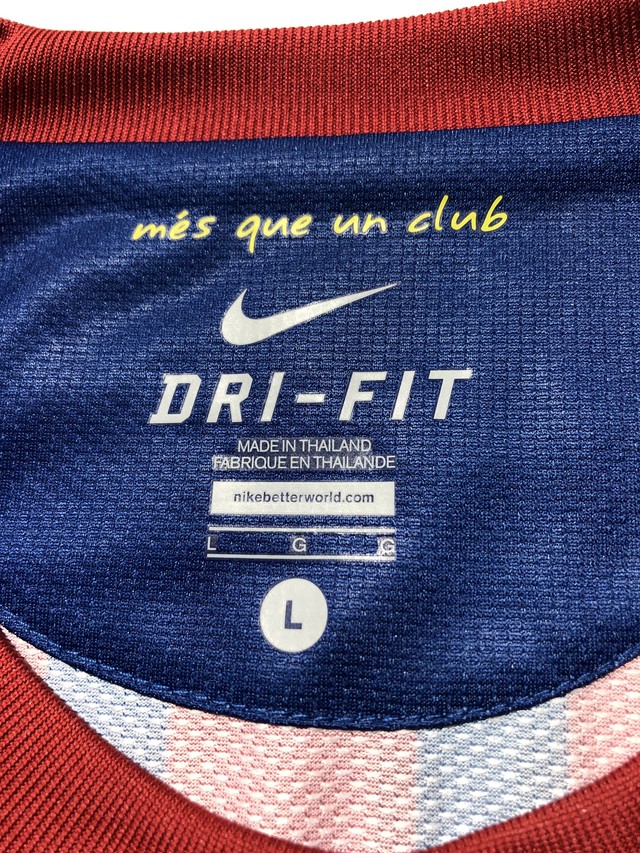 més que un club
DRI-FIT
MADE IN THAILAND
FABRIQUE EN THAILANDE
nikebetterworld.com
L G G
L